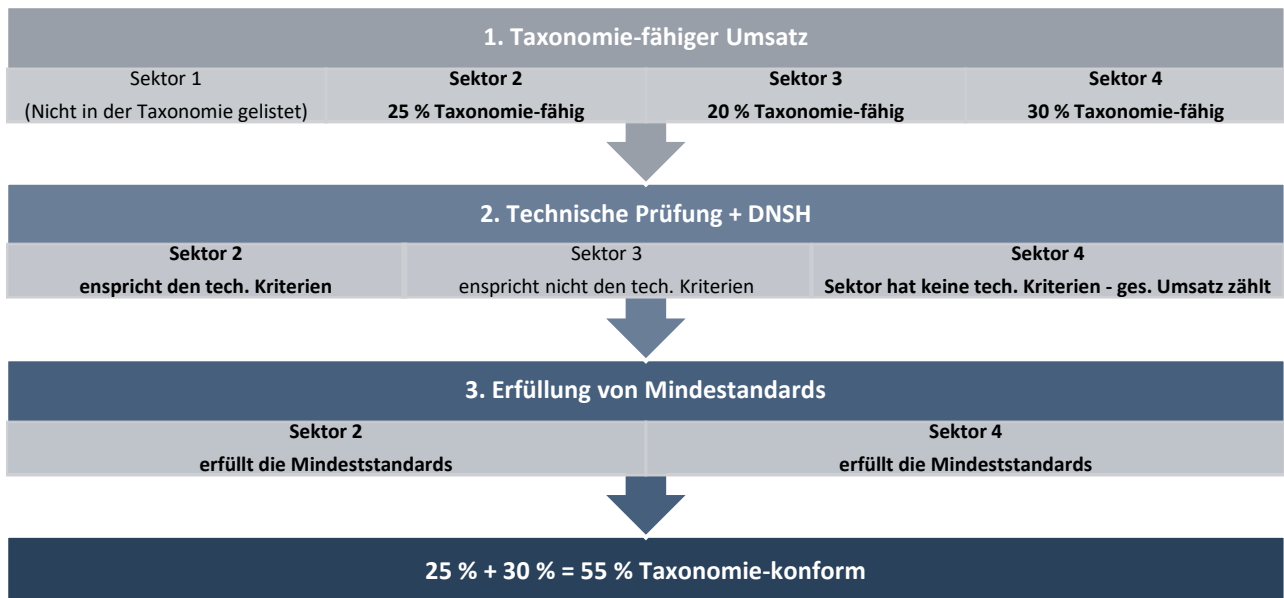 1. Taxonomie-fähiger Umsatz
Sektor 1
(Nicht in der Taxonomie gelistet)
Sektor 2
25 % Taxonomie-fähig
Sektor 3
20 % Taxonomie-fähig
Sektor 4
30 % Taxonomie-fähig
2. Technische Prüfung + DNSH
Sektor 2
enspricht den tech. Kriterien
Sektor 3
enspricht nicht den tech. Kriterien
Sektor 4
Sektor hat keine tech. Kriterien - ges. Umsatz zählt
3. Erfüllung von Mindestandards
Sektor 2
erfüllt die Mindeststandards
Sektor 4
erfüllt die Mindeststandards
25 % + 30 % = 55 % Taxonomie-konform